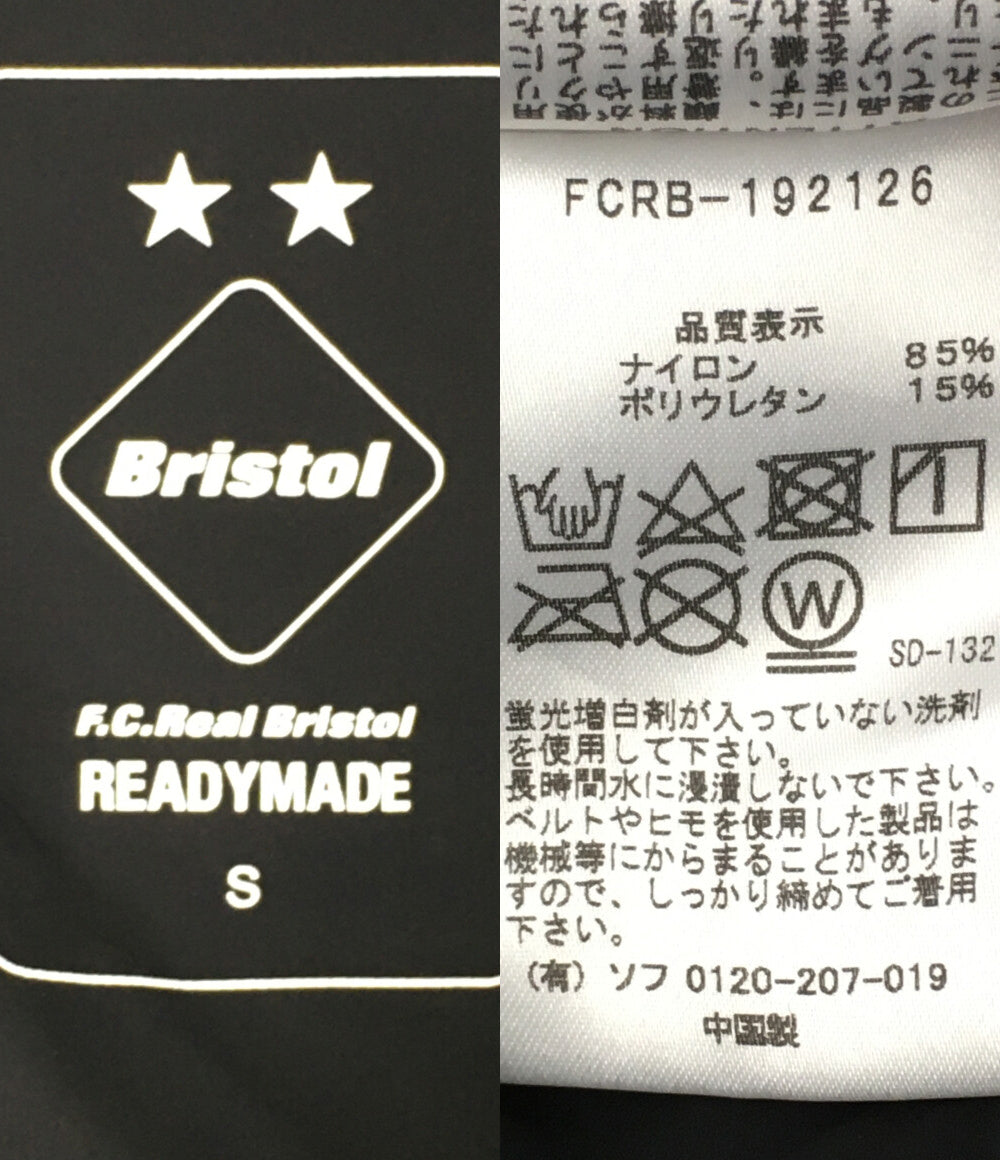 Bristol
F.C.Real Bristol
READYMADE
S
FCRB-192126
品質表示
ナイロン 85%
ポリウレタン 15%
W
SD-132
蛍光増白剤が入っていない洗剤
を使用して下さい。
長時間水に浸漬しないで下さい。
ベルトやヒモを使用した製品は
機械等にからまることがありま
すので、しっかり締めてご着用
下さい。
(有)ソフ 0120-207-019
中国製